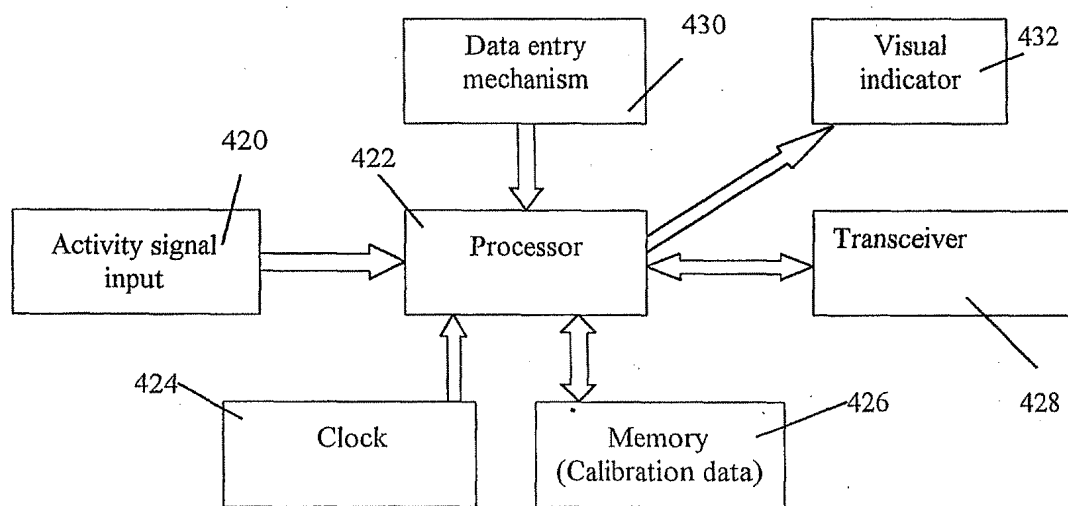 430
Data entry
mechanism
Visual
indicator
432
420
422
Activity signal
input
Processor
Transceiver
424
Clock
Memory
(Calibration data)
426
428